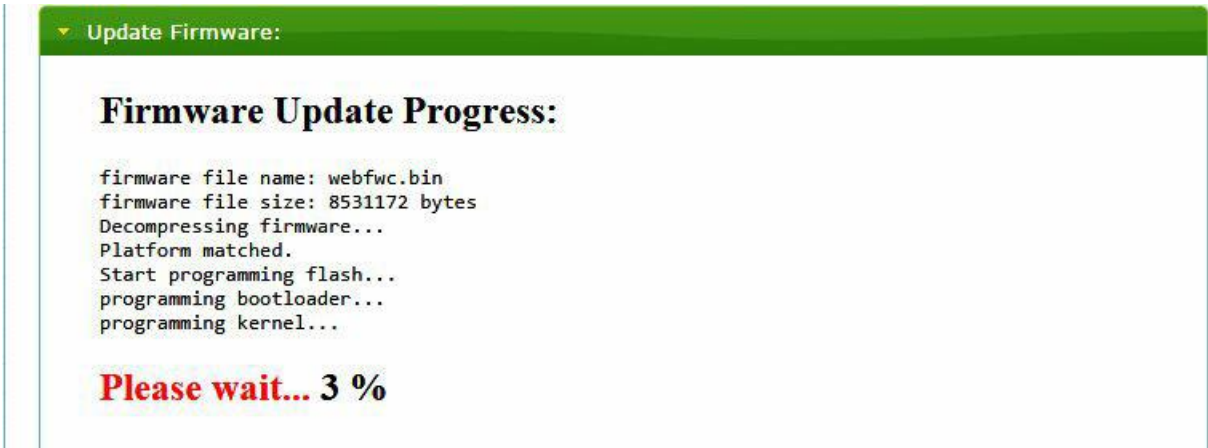 Update Firmware:
Firmware Update Progress:
firmware file name: webfwc.bin
firmware file size: 8531172 bytes
Decompressing firmware...
Platform matched.
Start programming flash...
programming bootloader...
programming kernel...
Please wait... 3 %